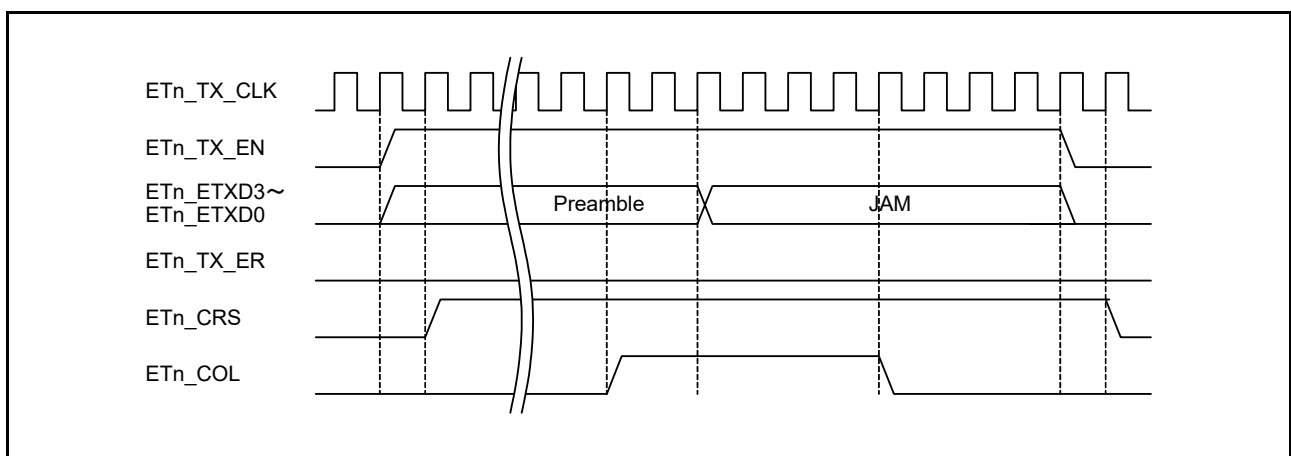 ETn_TX_CLK
ETn_TX_EN
ETn_ETXD3～
ETn_ETXD0
Preamble
JAM
ETn_TX_ER
ETn_CRS
ETn_COL